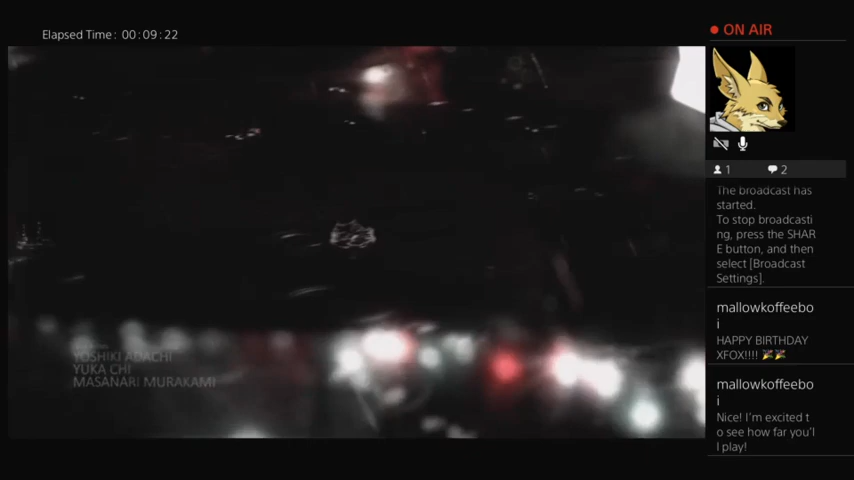 Elapsed Time: 00:09:22
ON AIR
1
2
The broadcast has
started.
To stop broadcasti
ng, press the SHAR
E button, and then
select [Broadcast
Settings].
mallowkoffeebo
i
HAPPY BIRTHDAY
XFOX!!!! 🎉🎉
mallowkoffeebo
i
Nice! I'm excited t
o see how far you'l
l play!
YOSHIKI ADACHI
YUKA CHI
MASANARI MURAKAMI